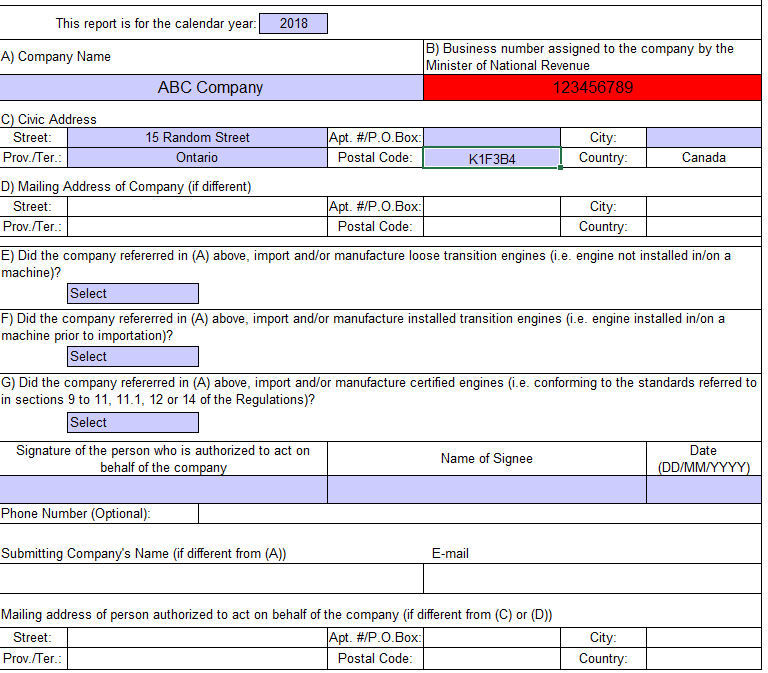 This report is for the calendar year: 2018
A) Company Name
B) Business number assigned to the company by the
Minister of National Revenue
ABC Company 123456789
C) Civic Address
Street: 15 Random Street Apt. #/P.O.Box: City:
Prov./Ter.: Ontario Postal Code: K1F3B4 Country: Canada
D) Mailing Address of Company (if different)
Street: Apt. #/P.O.Box: City:
Prov./Ter.: Postal Code: Country:
E) Did the company refererred in (A) above, import and/or manufacture loose transition engines (i.e. engine not installed in/on a
machine)?
Select
F) Did the company refererred in (A) above, import and/or manufacture installed transition engines (i.e. engine installed in/on a
machine prior to importation)?
Select
G) Did the company refererred in (A) above, import and/or manufacture certified engines (i.e. conforming to the standards referred to
in sections 9 to 11, 11.1, 12 or 14 of the Regulations)?
Select
Signature of the person who is authorized to act on
behalf of the company
Name of Signee
Date
(DD/MM/YYYY)
Phone Number (Optional):
Submitting Company's Name (if different from (A)) E-mail
Mailing address of person authorized to act on behalf of the company (if different from (C) or (D))
Street: Apt. #/P.O.Box: City:
Prov./Ter.: Postal Code: Country: